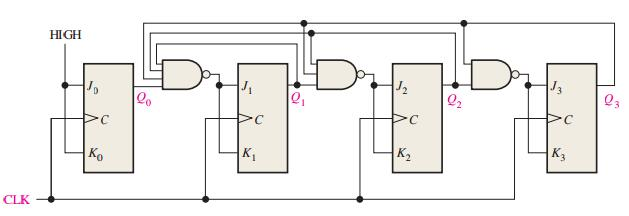 HIGH
J0 J1 J2 J3
Q0 Q1 Q2 Q3
C C C C
K0 K1 K2 K3
CLK